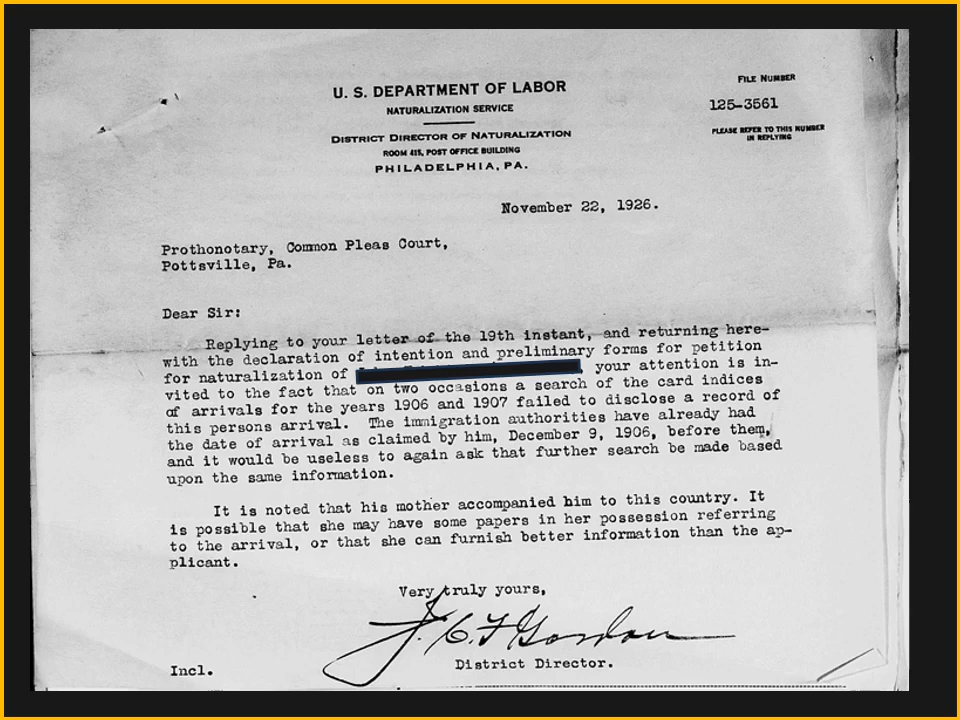 U. S. DEPARTMENT OF LABOR
NATURALIZATION SERVICE
DISTRICT DIRECTOR OF NATURALIZATION
ROOM 415, POST OFFICE BUILDING
PHILADELPHIA, PA.
FILE NUMBER
125-3561
PLEASE REFER TO THIS NUMBER
IN REPLYING
November 22, 1926.
Prothonotary, Common Pleas Court,
Pottsville, Pa.
Dear Sir:
Replying to your letter of the 19th instant, and returning here-
with the declaration of intention and preliminary forms for petition
for naturalization of , your attention is in-
vited to the fact that on two occasions a search of the card indices
of arrivals for the years 1906 and 1907 failed to disclose a record of
this persons arrival. The immigration authorities have already had
the date of arrival as claimed by him, December 9, 1906, before them,
and it would be useless to again ask that further search be made based
upon the same information.
It is noted that his mother accompanied him to this country. It
is possible that she may have some papers in her possession referring
to the arrival, or that she can furnish better information than the ap-
plicant.
Very truly yours,
J. C. F. Gordon
District Director.
Incl.